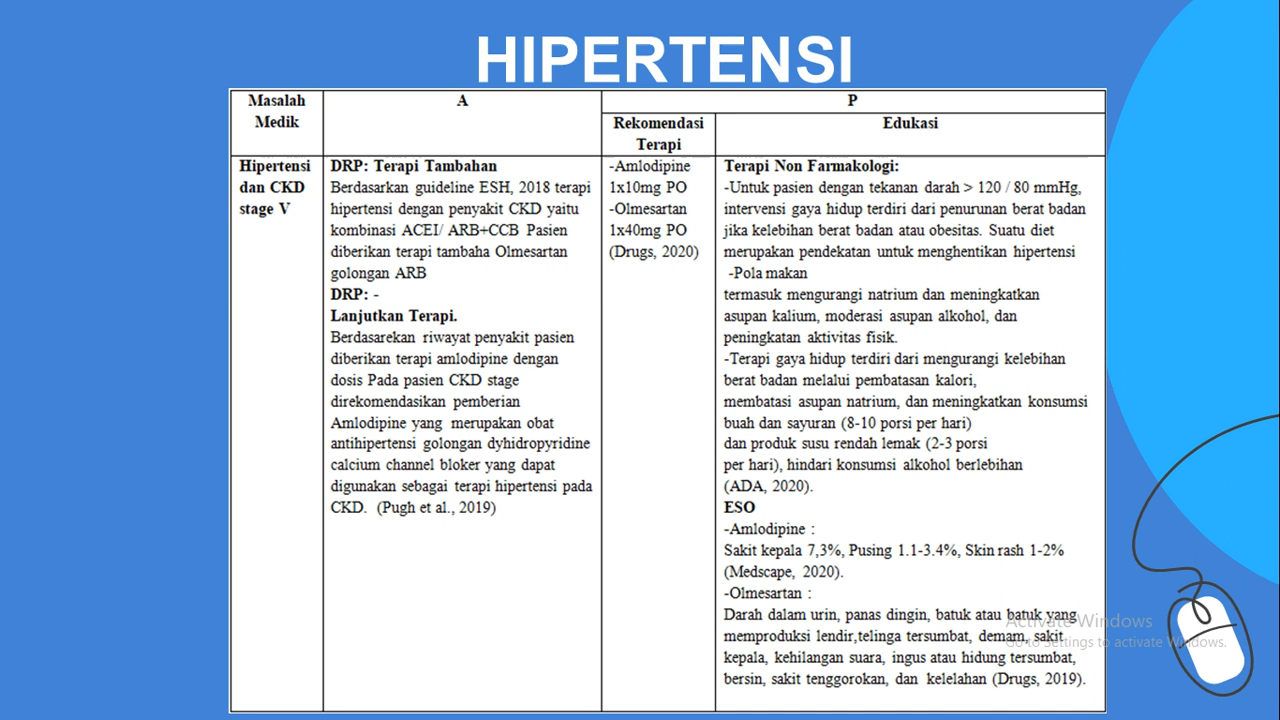 HIPERTENSI
Masalah
Medik
A
P
Rekomendasi
Terapi
Edukasi
Hipertensi
dan CKD
stage V
DRP: Terapi Tambahan
Berdasarkan guideline ESH, 2018 terapi
hipertensi dengan penyakit CKD yaitu
kombinasi ACEI/ ARB+CCB Pasien
diberikan terapi tambaha Olmesartan
golongan ARB
DRP: -
Lanjutkan Terapi.
Berdasarekan riwayat penyakit pasien
diberikan terapi amlodipine dengan
dosis Pada pasien CKD stage
direkomendasikan pemberian
Amlodipine yang merupakan obat
antihipertensi golongan dyhidropyridine
calcium channel bloker yang dapat
digunakan sebagai terapi hipertensi pada
CKD. (Pugh et al., 2019)
-Amlodipine
1x10mg PO
-Olmesartan
1x40mg PO
(Drugs, 2020)
Terapi Non Farmakologi:
-Untuk pasien dengan tekanan darah > 120 / 80 mmHg,
intervensi gaya hidup terdiri dari penurunan berat badan
jika kelebihan berat badan atau obesitas. Suatu diet
merupakan pendekatan untuk menghentikan hipertensi
-Pola makan
termasuk mengurangi natrium dan meningkatkan
asupan kalium, moderasi asupan alkohol, dan
peningkatan aktivitas fisik.
-Terapi gaya hidup terdiri dari mengurangi kelebihan
berat badan melalui pembatasan kalori,
membatasi asupan natrium, dan meningkatkan konsumsi
buah dan sayuran (8-10 porsi per hari)
dan produk susu rendah lemak (2-3 porsi
per hari), hindari konsumsi alkohol berlebihan
(ADA, 2020).
ESO
-Amlodipine :
Sakit kepala 7,3%, Pusing 1.1-3.4%, Skin rash 1-2%
(Medscape, 2020).
-Olmesartan :
Darah dalam urin, panas dingin, batuk atau batuk yang
memproduksi lendir,telinga tersumbat, demam, sakit
kepala, kehilangan suara, ingus atau hidung tersumbat,
bersin, sakit tenggorokan, dan kelelahan (Drugs, 2019).
Activate Windows
Go to Settings to activate Windows.